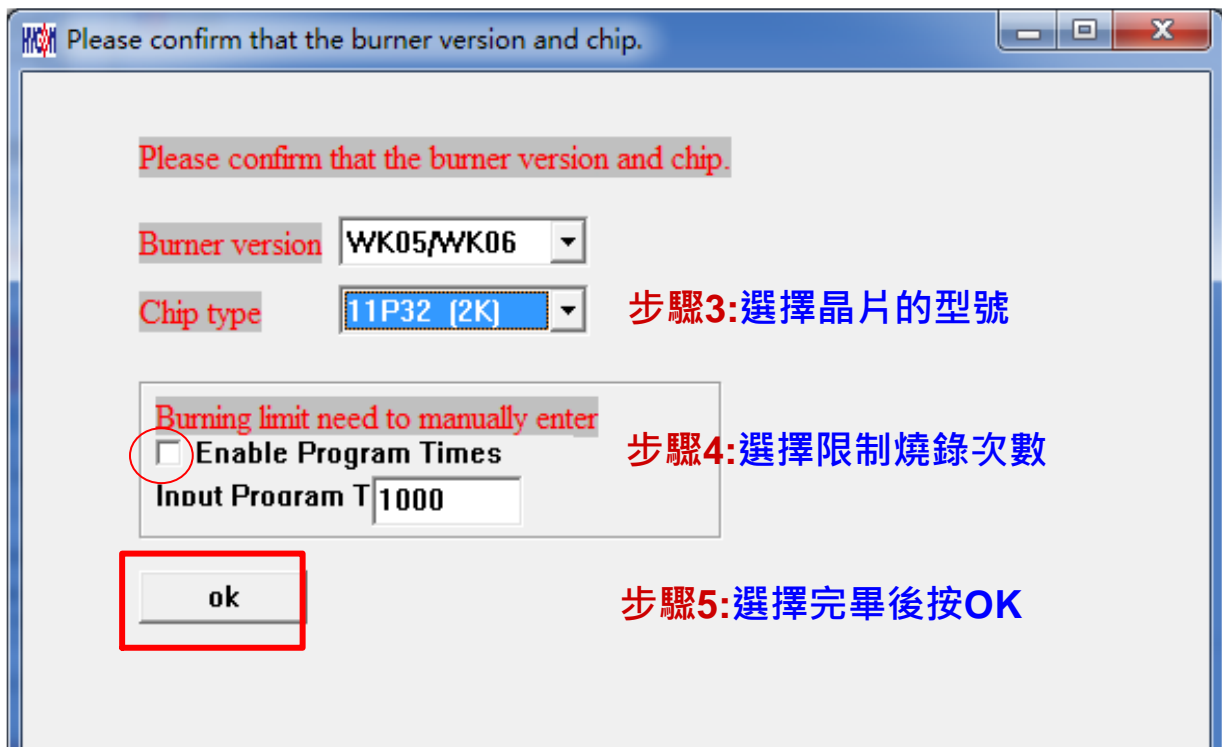 HYCON Please confirm that the burner version and chip.
Please confirm that the burner version and chip.
Burner version WK05/WK06
Chip type 11P32 (2K) 步驟3:選擇晶片的型號
Burning limit need to manually enter
Enable Program Times 步驟4:選擇限制燒錄次數
Input Program T 1000
ok 步驟5:選擇完畢後按OK